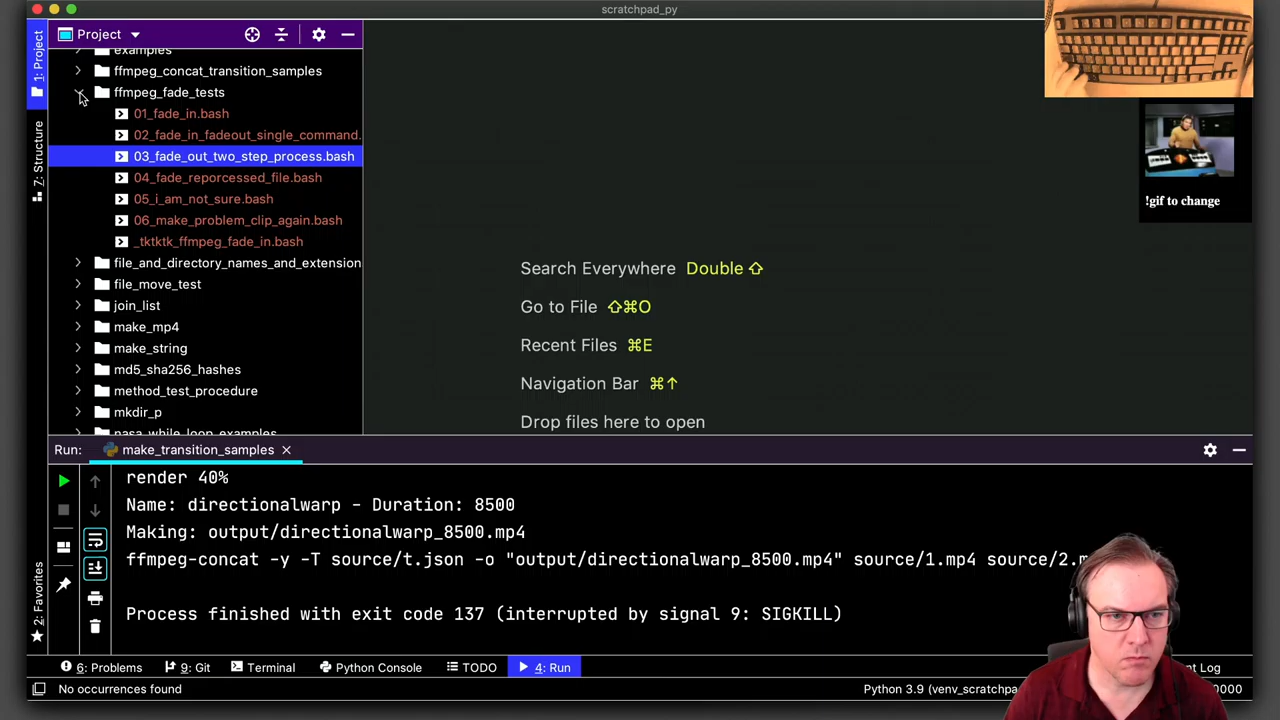 scratchpad_py
1: Project
Project
examples
ffmpeg_concat_transition_samples
ffmpeg_fade_tests
01_fade_in.bash
02_fade_in_fadeout_single_command.
03_fade_out_two_step_process.bash
04_fade_reporcessed_file.bash
05_i_am_not_sure.bash
06_make_problem_clip_again.bash
_tktktk_ffmpeg_fade_in.bash
file_and_directory_names_and_extension
file_move_test
join_list
make_mp4
make_string
md5_sha256_hashes
method_test_procedure
mkdir_p
nasa_while_loop_examples
7: Structure
2: Favorites
Search Everywhere Double ⇧
Go to File ⇧⌘O
Recent Files ⌘E
Navigation Bar ⌘↑
Drop files here to open
!gif to change
Run: make_transition_samples
render 40%
Name: directionalwarp - Duration: 8500
Making: output/directionalwarp_8500.mp4
ffmpeg-concat -y -T source/t.json -o "output/directionalwarp_8500.mp4" source/1.mp4 source/2.m
Process finished with exit code 137 (interrupted by signal 9: SIGKILL)
6: Problems 9: Git Terminal Python Console TODO 4: Run nt Log
No occurrences found Python 3.9 (venv_scratchpa 0000